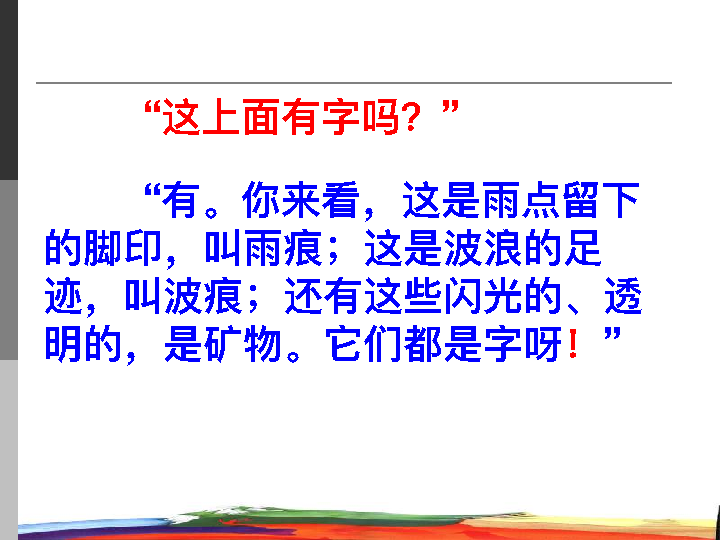 “这上面有字吗？”
“有。你来看，这是雨点留下
的脚印，叫雨痕；这是波浪的足
迹，叫波痕；还有这些闪光的、透
明的，是矿物。它们都是字呀！”